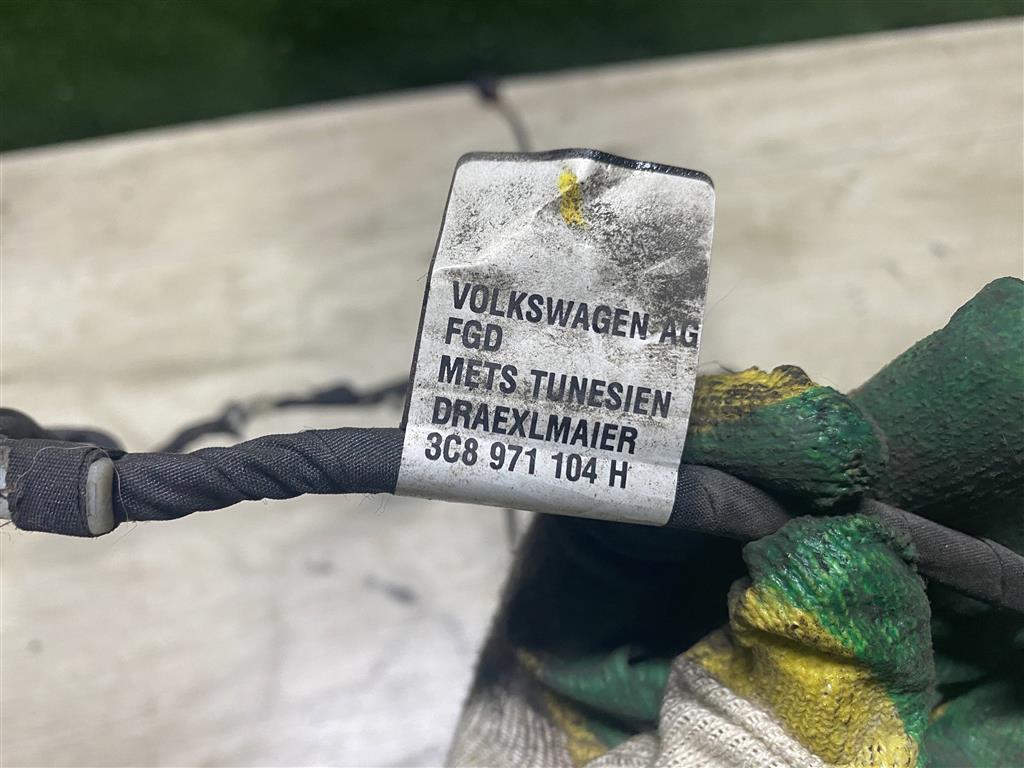 VOLKSWAGEN AG
FGD
METS TUNESIEN
DRAEXLMAIER
3C8 971 104 H